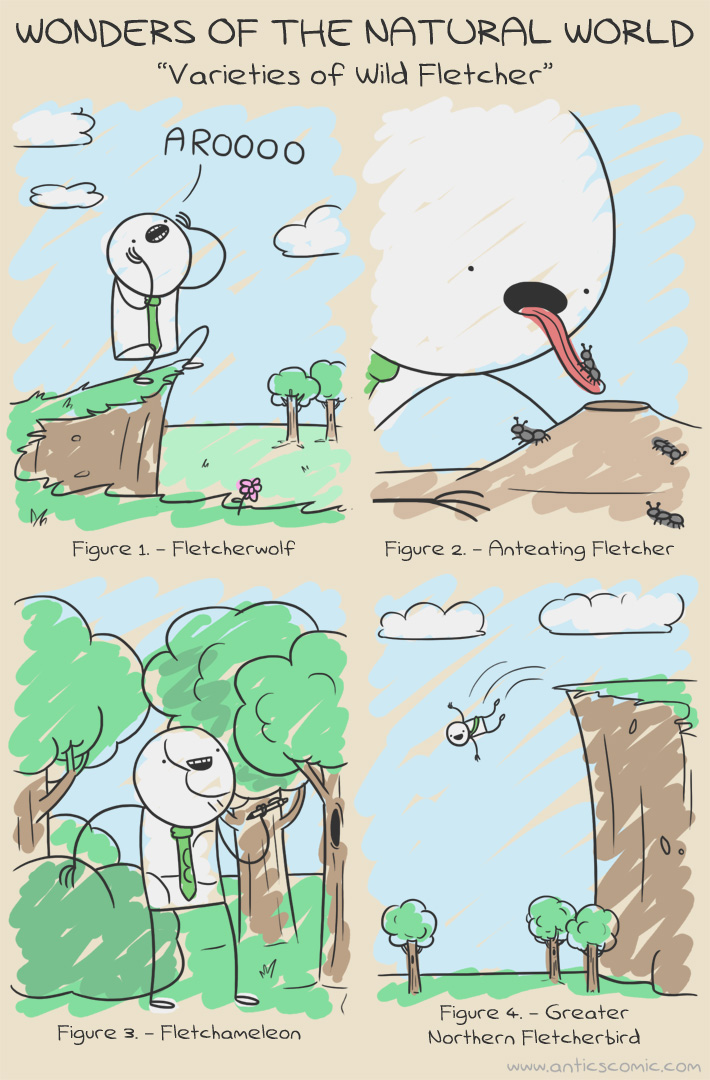 WONDERS OF THE NATURAL WORLD
“Varieties of Wild Fletcher”
AROOOO
Figure 1. – Fletcherwolf
Figure 2. – Anteating Fletcher
Figure 3. – Fletchameleon
Figure 4. – Greater
Northern Fletcherbird
www.anticscomic.com